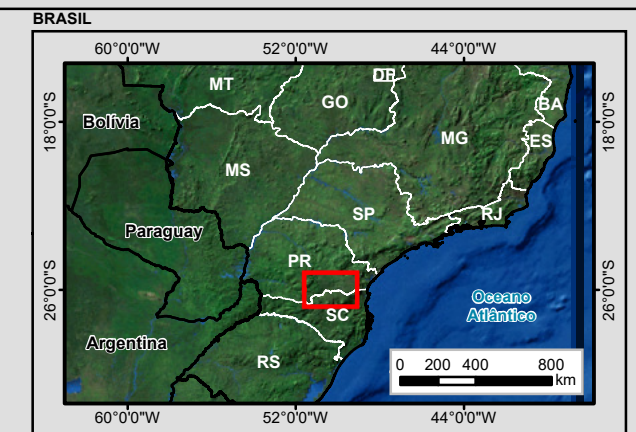 BRASIL
60°0'0"W 52°0'0"W 44°0'0"W
MT
DF
GO
BA
Bolívia
18°0'0"S
18°0'0"S
MG
ES
MS
SP
RJ
Paraguay
PR
26°0'0"S
26°0'0"S
Oceano
Atlântico
SC
Argentina
RS
0 200 400 800
km
60°0'0"W 52°0'0"W 44°0'0"W